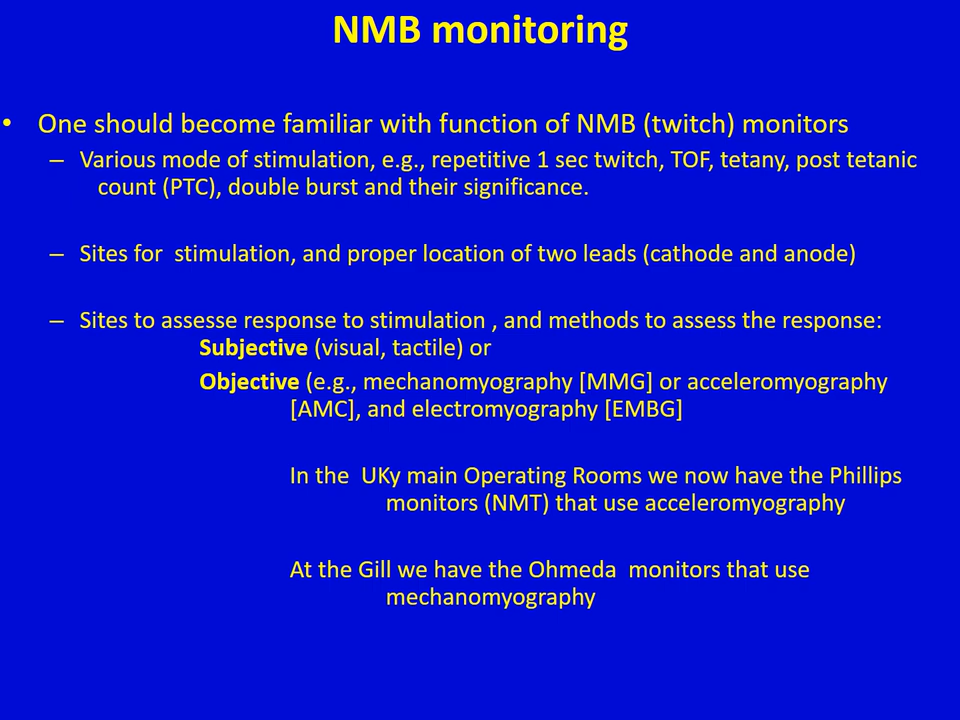 NMB monitoring
• One should become familiar with function of NMB (twitch) monitors
– Various mode of stimulation, e.g., repetitive 1 sec twitch, TOF, tetany, post tetanic
count (PTC), double burst and their significance.
– Sites for  stimulation, and proper location of two leads (cathode and anode)
– Sites to assesse response to stimulation , and methods to assess the response:
Subjective (visual, tactile) or
Objective (e.g., mechanomyography [MMG] or acceleromyography
[AMC], and electromyography [EMBG]
In the  UKy main Operating Rooms we now have the Phillips
monitors (NMT) that use acceleromyography
At the Gill we have the Ohmeda  monitors that use
mechanomyography